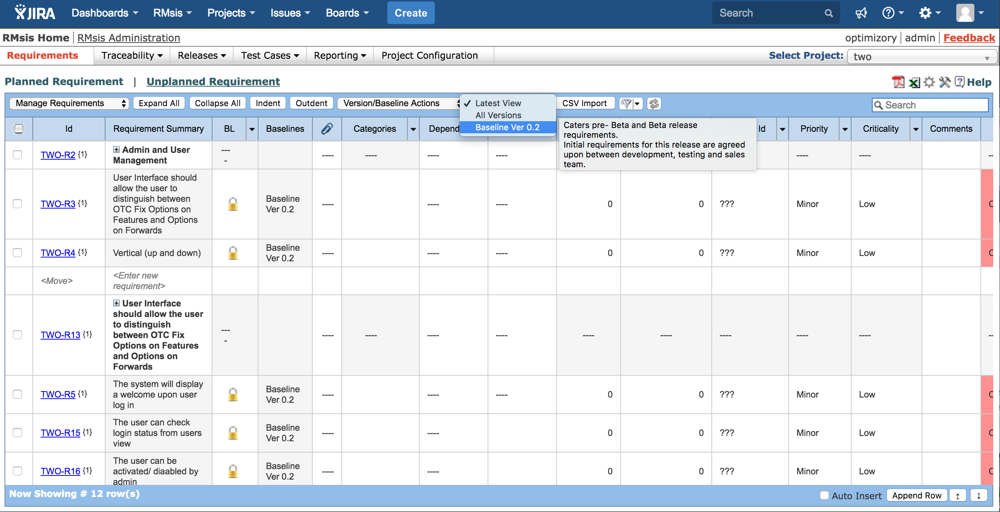 JIRA Dashboards RMsis Projects Issues Boards Create Search
RMsis Home RMsis Administration optimizory admin Feedback
Requirements Traceability Releases Test Cases Reporting Project Configuration Select Project: two
Planned Requirement | Unplanned Requirement Help
Manage Requirements Expand All Collapse All Indent Outdent Version/Baseline Actions CSV Import Search
Latest View
All Versions
Baseline Ver 0.2
Caters pre- Beta and Beta release
requirements.
Initial requirements for this release are agreed
upon between development, testing and sales
team.
Id Requirement Summary BL Baselines Categories Depend Id Priority Criticality Comments
TWO-R2 {1}
Admin and User
Management
---
-
---- ---- ---- ---- ---- ----
TWO-R3 {1}
User Interface should
allow the user to
distinguish between
OTC Fix Options on
Features and Options
on Forwards
Baseline
Ver 0.2
---- ---- ---- 0 0 ??? Minor Low
TWO-R4 {1} Vertical (up and down)
Baseline
Ver 0.2
---- ---- ---- 0 0 ??? Minor Low
<Move>
<Enter new
requirement>
TWO-R13 {1}
User Interface
should allow the user
to distinguish
between OTC Fix
Options on Features
and Options on
Forwards
---
-
---- ---- ---- ---- ---- ---- ---- ---- ----
TWO-R5 {1}
The system will display
a welcome upon user
log in
Baseline
Ver 0.2
---- ---- ---- 0 0 ??? Minor Low
TWO-R15 {1}
The user can check
login status from users
view
Baseline
Ver 0.2
---- ---- 0 0 ??? Minor Low
TWO-R16 {1}
The user can be
activated/ diaabled by
admin
Baseline
Ver 0.2
---- ---- 0 0 ??? Minor Low
Now Showing # 12 row(s) Auto Insert Append Row